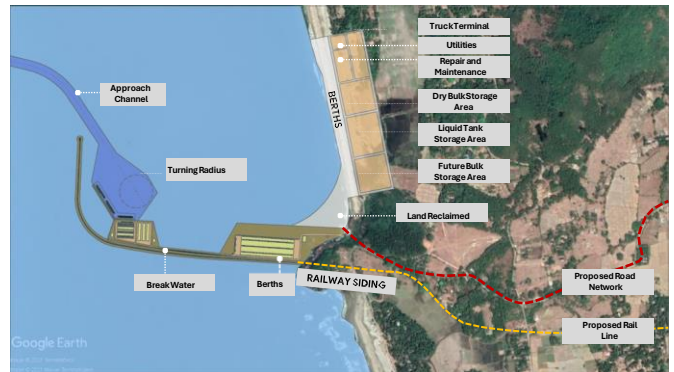 Truck Terminal
Utilities
Repair and
Maintenance
Approach
Channel
BERTHS
Dry Bulk Storage
Area
Liquid Tank
Storage Area
Turning Radius
Future Bulk
Storage Area
Land Reclaimed
Break Water
Berths
RAILWAY SIDING
Proposed Road
Network
Proposed Rail
Line
Google Earth